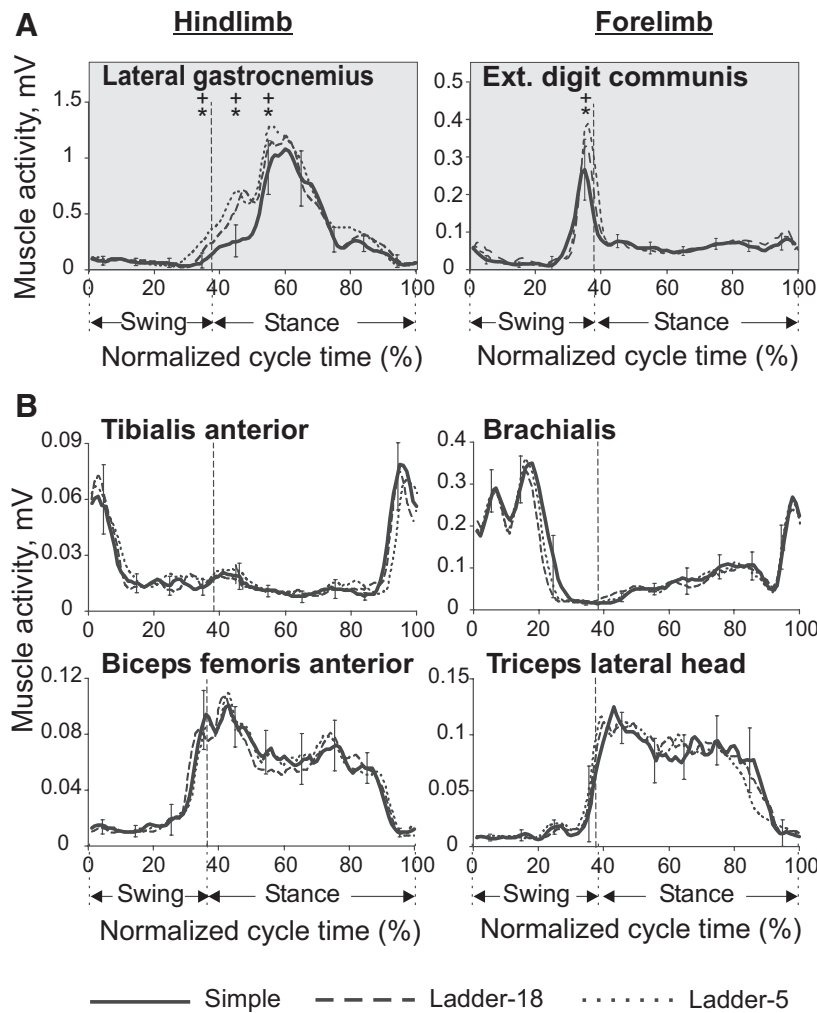 A
Hindlimb
Forelimb
Lateral gastrocnemius
Ext. digit communis
Muscle activity, mV
1.5
1
0.5
0
+ + +
* * *
0.5
0.4
0.3
0.2
0.1
0
+
*
0 20 40 60 80 100
0 20 40 60 80 100
Swing Stance
Swing Stance
Normalized cycle time (%)
Normalized cycle time (%)
B
Tibialis anterior
Brachialis
Muscle activity, mV
0.09
0.06
0.03
0
0.4
0.3
0.2
0.1
0
0 20 40 60 80 100
0 20 40 60 80 100
Biceps femoris anterior
Triceps lateral head
0.12
0.08
0.04
0
0.15
0.1
0.05
0
0 20 40 60 80 100
0 20 40 60 80 100
Swing Stance
Swing Stance
Normalized cycle time (%)
Normalized cycle time (%)
Simple Ladder-18 Ladder-5